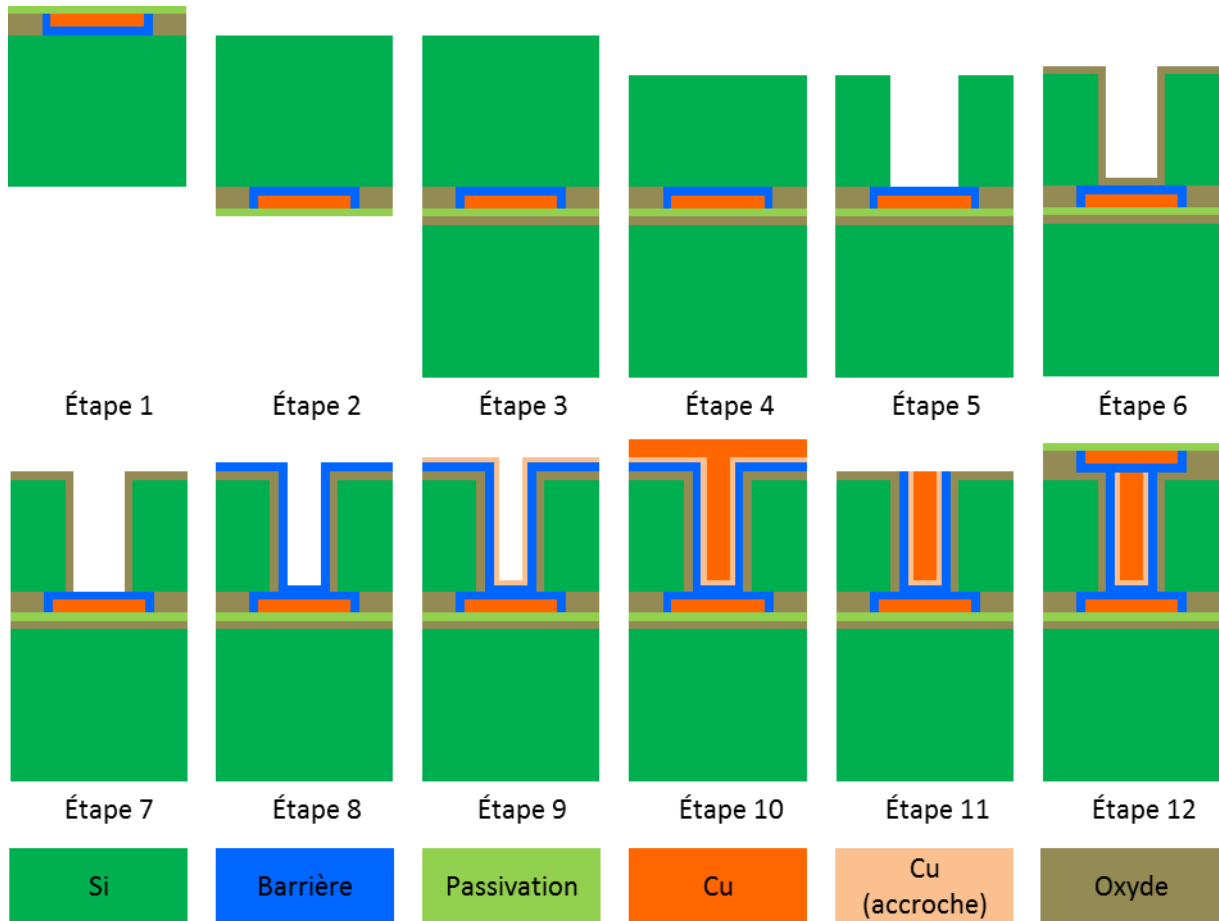 Étape 1
Étape 2
Étape 3
Étape 4
Étape 5
Étape 6
Étape 7
Étape 8
Étape 9
Étape 10
Étape 11
Étape 12
Si
Barrière
Passivation
Cu
Cu
(accroche)
Oxyde